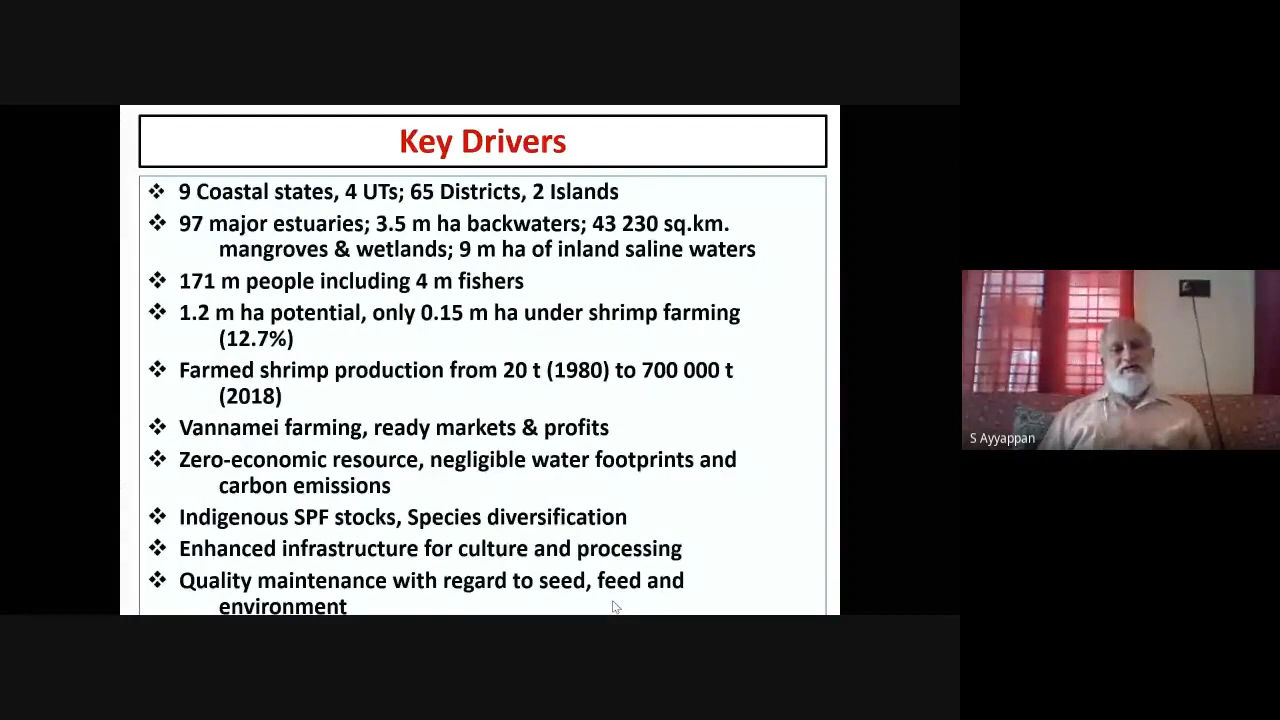 Key Drivers
❖ 9 Coastal states, 4 UTs; 65 Districts, 2 Islands
❖ 97 major estuaries; 3.5 m ha backwaters; 43 230 sq.km.
mangroves & wetlands; 9 m ha of inland saline waters
❖ 171 m people including 4 m fishers
❖ 1.2 m ha potential, only 0.15 m ha under shrimp farming
(12.7%)
❖ Farmed shrimp production from 20 t (1980) to 700 000 t
(2018)
❖ Vannamei farming, ready markets & profits
❖ Zero-economic resource, negligible water footprints and
carbon emissions
❖ Indigenous SPF stocks, Species diversification
❖ Enhanced infrastructure for culture and processing
❖ Quality maintenance with regard to seed, feed and
environment
S Ayyappan